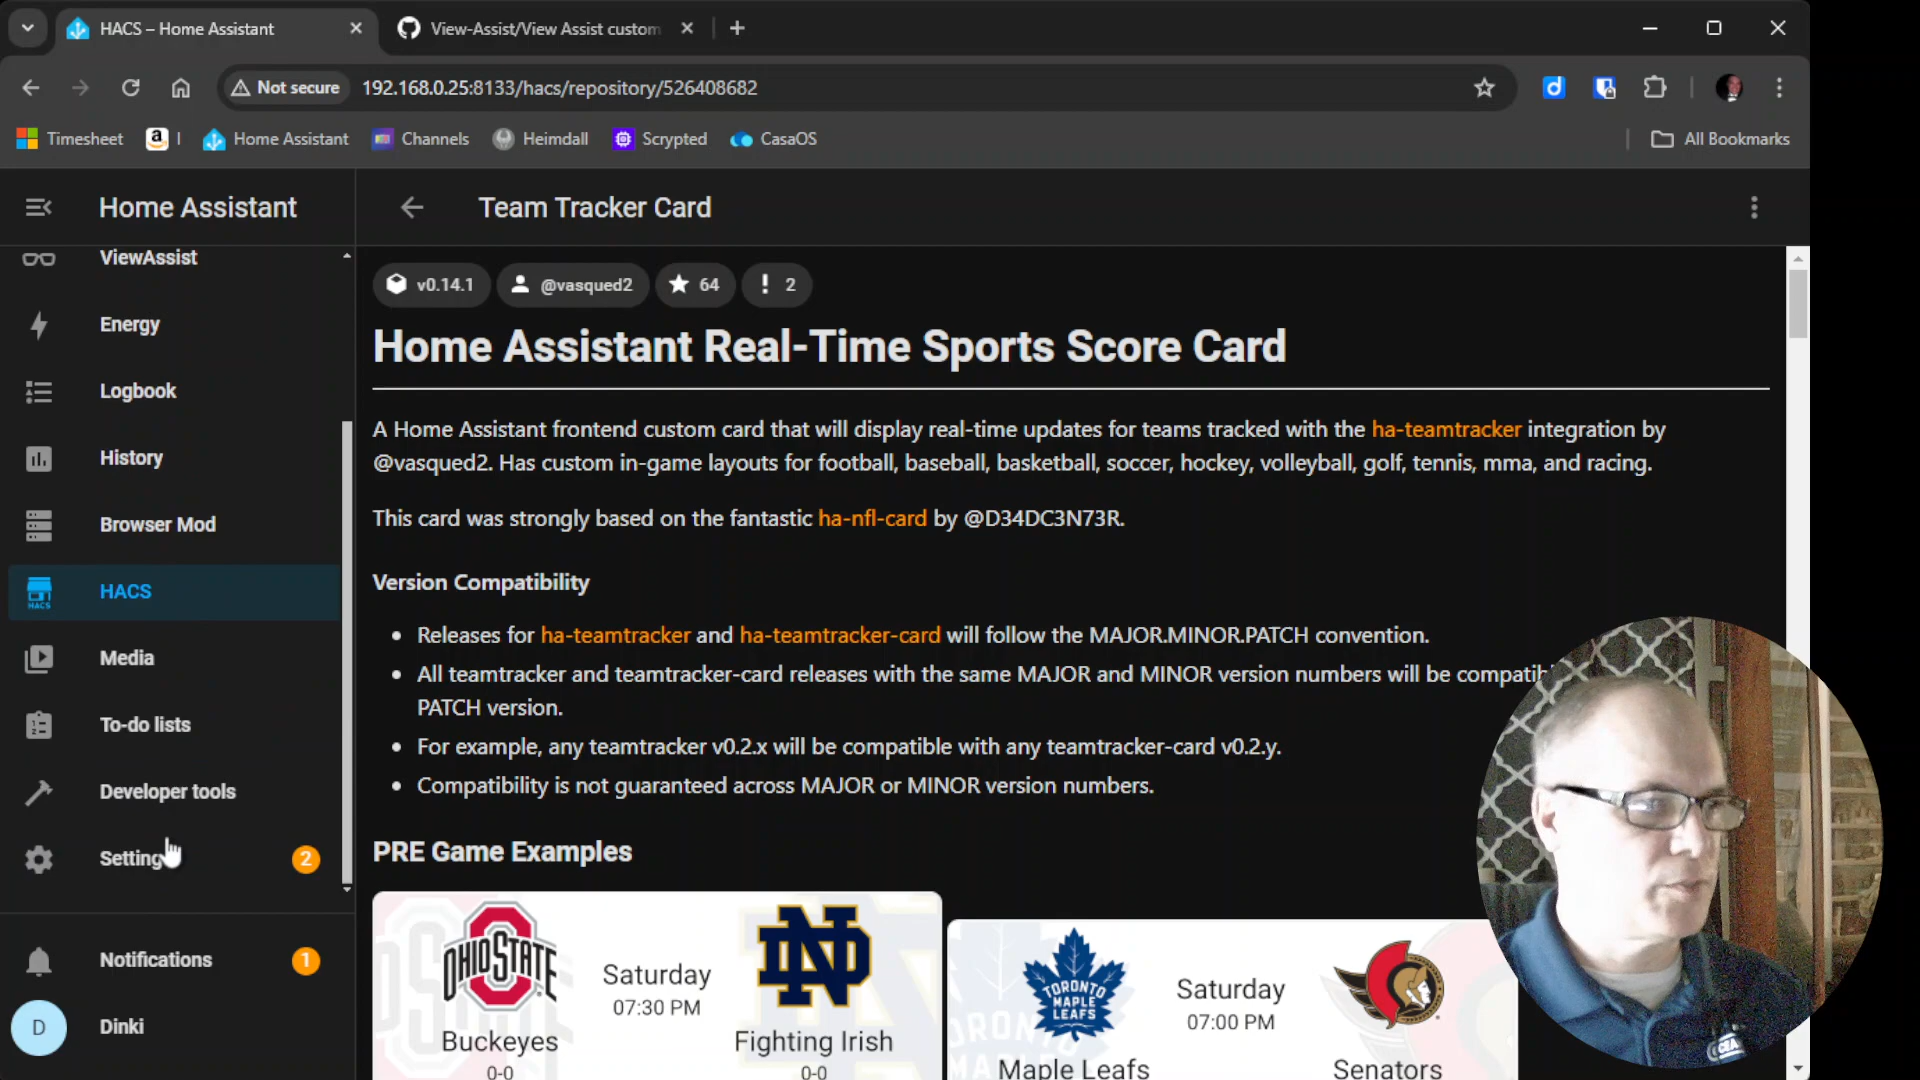 HACS – Home Assistant
View-Assist/View Assist custom
Not secure
192.168.0.25:8133/hacs/repository/526408682
Timesheet
I
Home Assistant
Channels
Heimdall
Scrypted
CasaOS
All Bookmarks
Home Assistant
Team Tracker Card
ViewAssist
Energy
Logbook
History
Browser Mod
HACS
HACS
Media
To-do lists
Developer tools
Setting
2
Notifications
1
D
Dinki
v0.14.1
@vasqued2
64
2
Home Assistant Real-Time Sports Score Card
A Home Assistant frontend custom card that will display real-time updates for teams tracked with the ha-teamtracker integration by
@vasqued2. Has custom in-game layouts for football, baseball, basketball, soccer, hockey, volleyball, golf, tennis, mma, and racing.
This card was strongly based on the fantastic ha-nfl-card by @D34DC3N73R.
Version Compatibility
• Releases for ha-teamtracker and ha-teamtracker-card will follow the MAJOR.MINOR.PATCH convention.
• All teamtracker and teamtracker-card releases with the same MAJOR and MINOR version numbers will be compatib
PATCH version.
• For example, any teamtracker v0.2.x will be compatible with any teamtracker-card v0.2.y.
• Compatibility is not guaranteed across MAJOR or MINOR version numbers.
PRE Game Examples
OHIO STATE
Buckeyes
0-0
Saturday
07:30 PM
ND
Fighting Irish
0-0
TORONTO
MAPLE
LEAFS
Maple Leafs
Saturday
07:00 PM
Senators